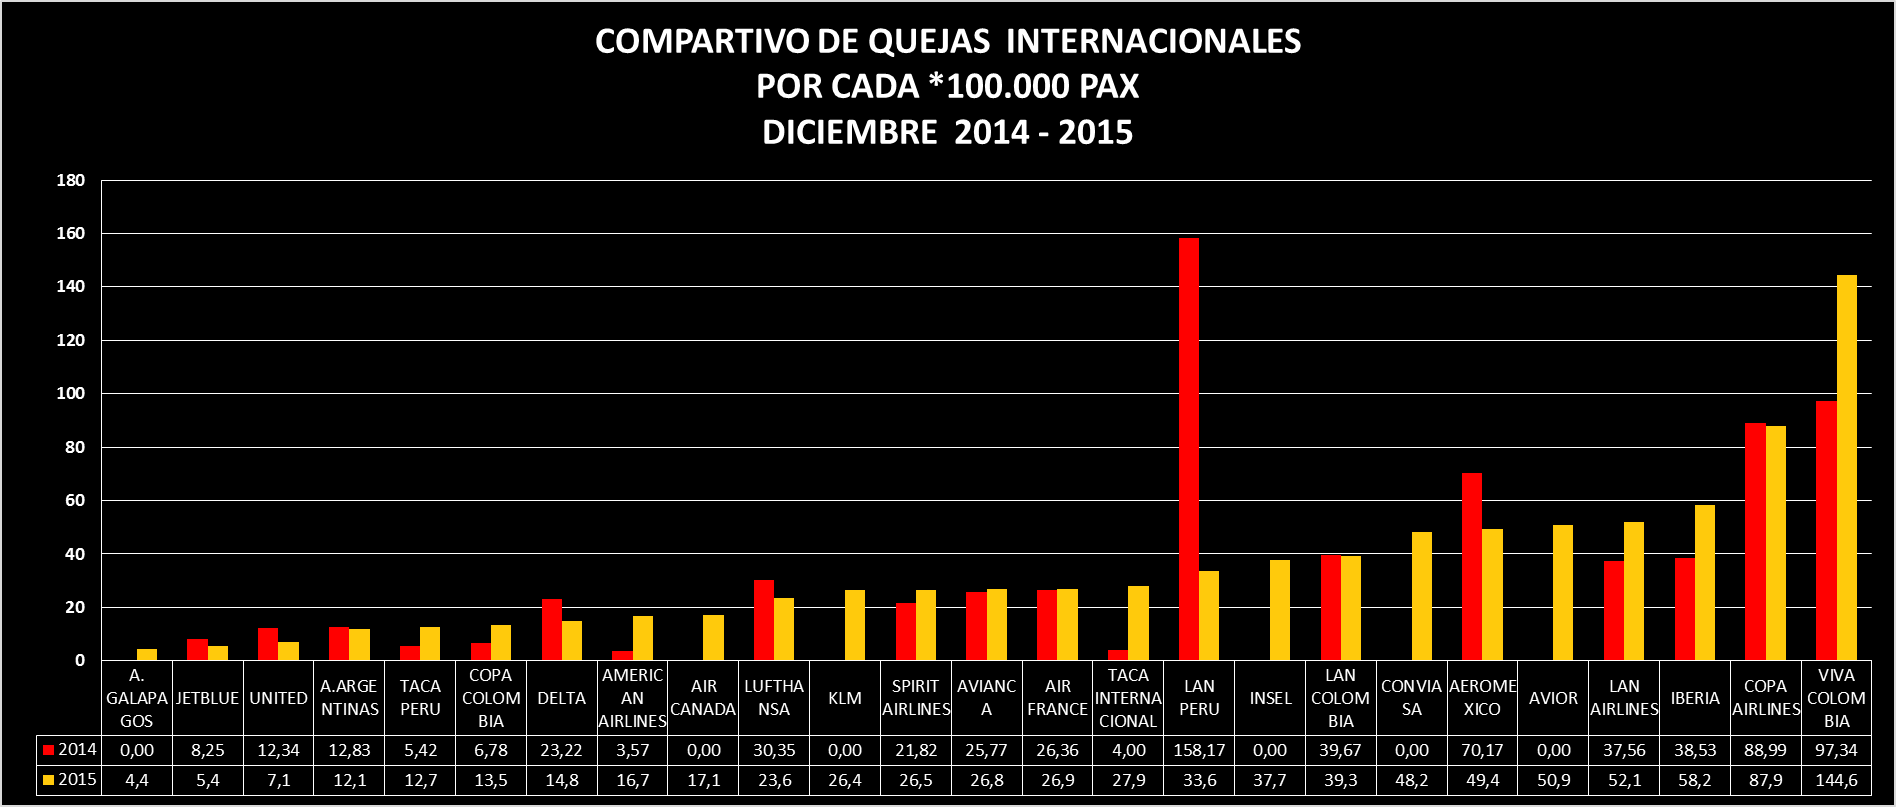 COMPARTIVO DE QUEJAS INTERNACIONALES
POR CADA *100.000 PAX
DICIEMBRE 2014 - 2015
180
160
140
120
100
80
60
40
20
0
A. GALAPA GOS
JETBLUE
UNITED
A.ARGE NTINAS
TACA PERU
COPA COLOM BIA
DELTA
AMERIC AN AIRLINES
AIR CANADA
LUFTHA NSA
KLM
SPIRIT AIRLINES
AVIANC A
AIR FRANCE
TACA INTERNA CIONAL
LAN PERU
INSEL
LAN COLOM BIA
CONVIA SA
AEROME XICO
AVIOR
LAN AIRLINES
IBERIA
COPA AIRLINES
VIVA COLOM BIA
2014 0,00 8,25 12,34 12,83 5,42 6,78 23,22 3,57 0,00 30,35 0,00 21,82 25,77 26,36 4,00 158,17 0,00 39,67 0,00 70,17 0,00 37,56 38,53 88,99 97,34
2015 4,4 5,4 7,1 12,1 12,7 13,5 14,8 16,7 17,1 23,6 26,4 26,5 26,8 26,9 27,9 33,6 37,7 39,3 48,2 49,4 50,9 52,1 58,2 87,9 144,6